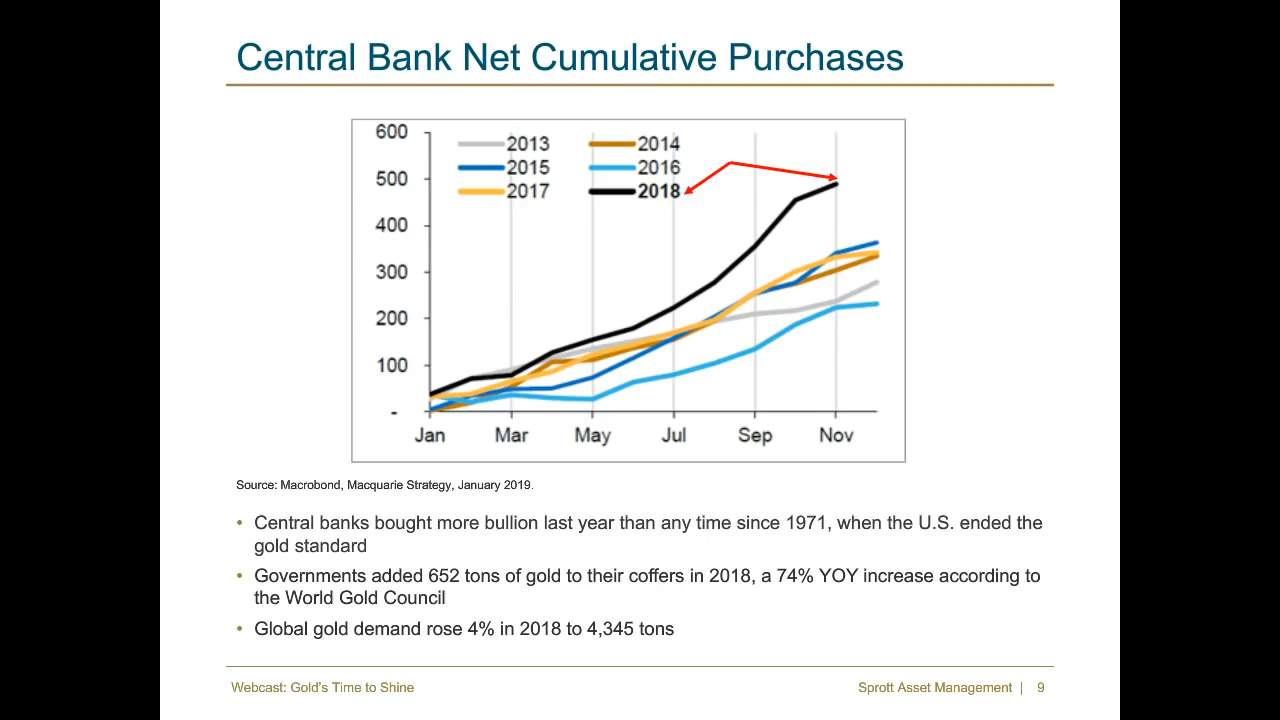 Central Bank Net Cumulative Purchases
600
500
400
300
200
100
-
2013
2014
2015
2016
2017
2018
Jan
Mar
May
Jul
Sep
Nov
Source: Macrobond, Macquarie Strategy, January 2019.
• Central banks bought more bullion last year than any time since 1971, when the U.S. ended the
gold standard
• Governments added 652 tons of gold to their coffers in 2018, a 74% YOY increase according to
the World Gold Council
• Global gold demand rose 4% in 2018 to 4,345 tons
Webcast: Gold's Time to Shine
Sprott Asset Management | 9